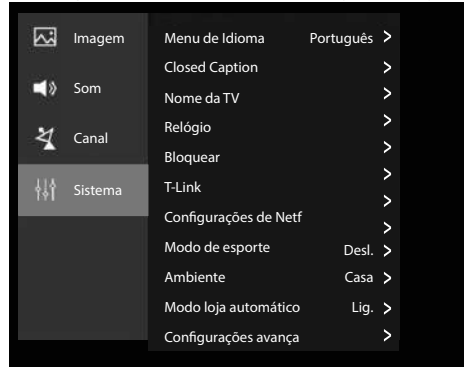 Imagem
Som
Canal
Sistema
Menu de Idioma Português >
Closed Caption >
Nome da TV >
Relógio >
Bloquear >
T-Link >
Configurações de Netf >
Modo de esporte Desl. >
Ambiente Casa >
Modo loja automático Lig. >
Configurações avança >